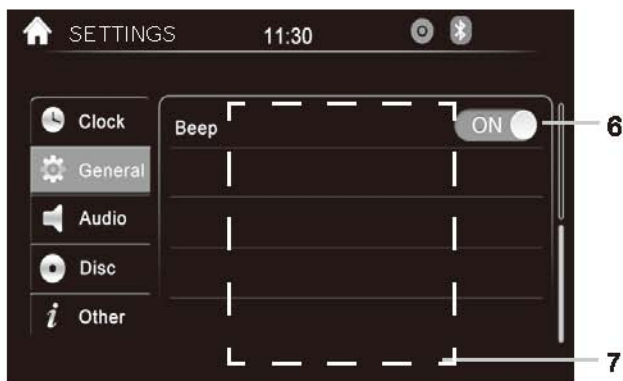 SETTINGS 11:30
Clock
Beep ON 6
General
Audio
Disc
i Other
7